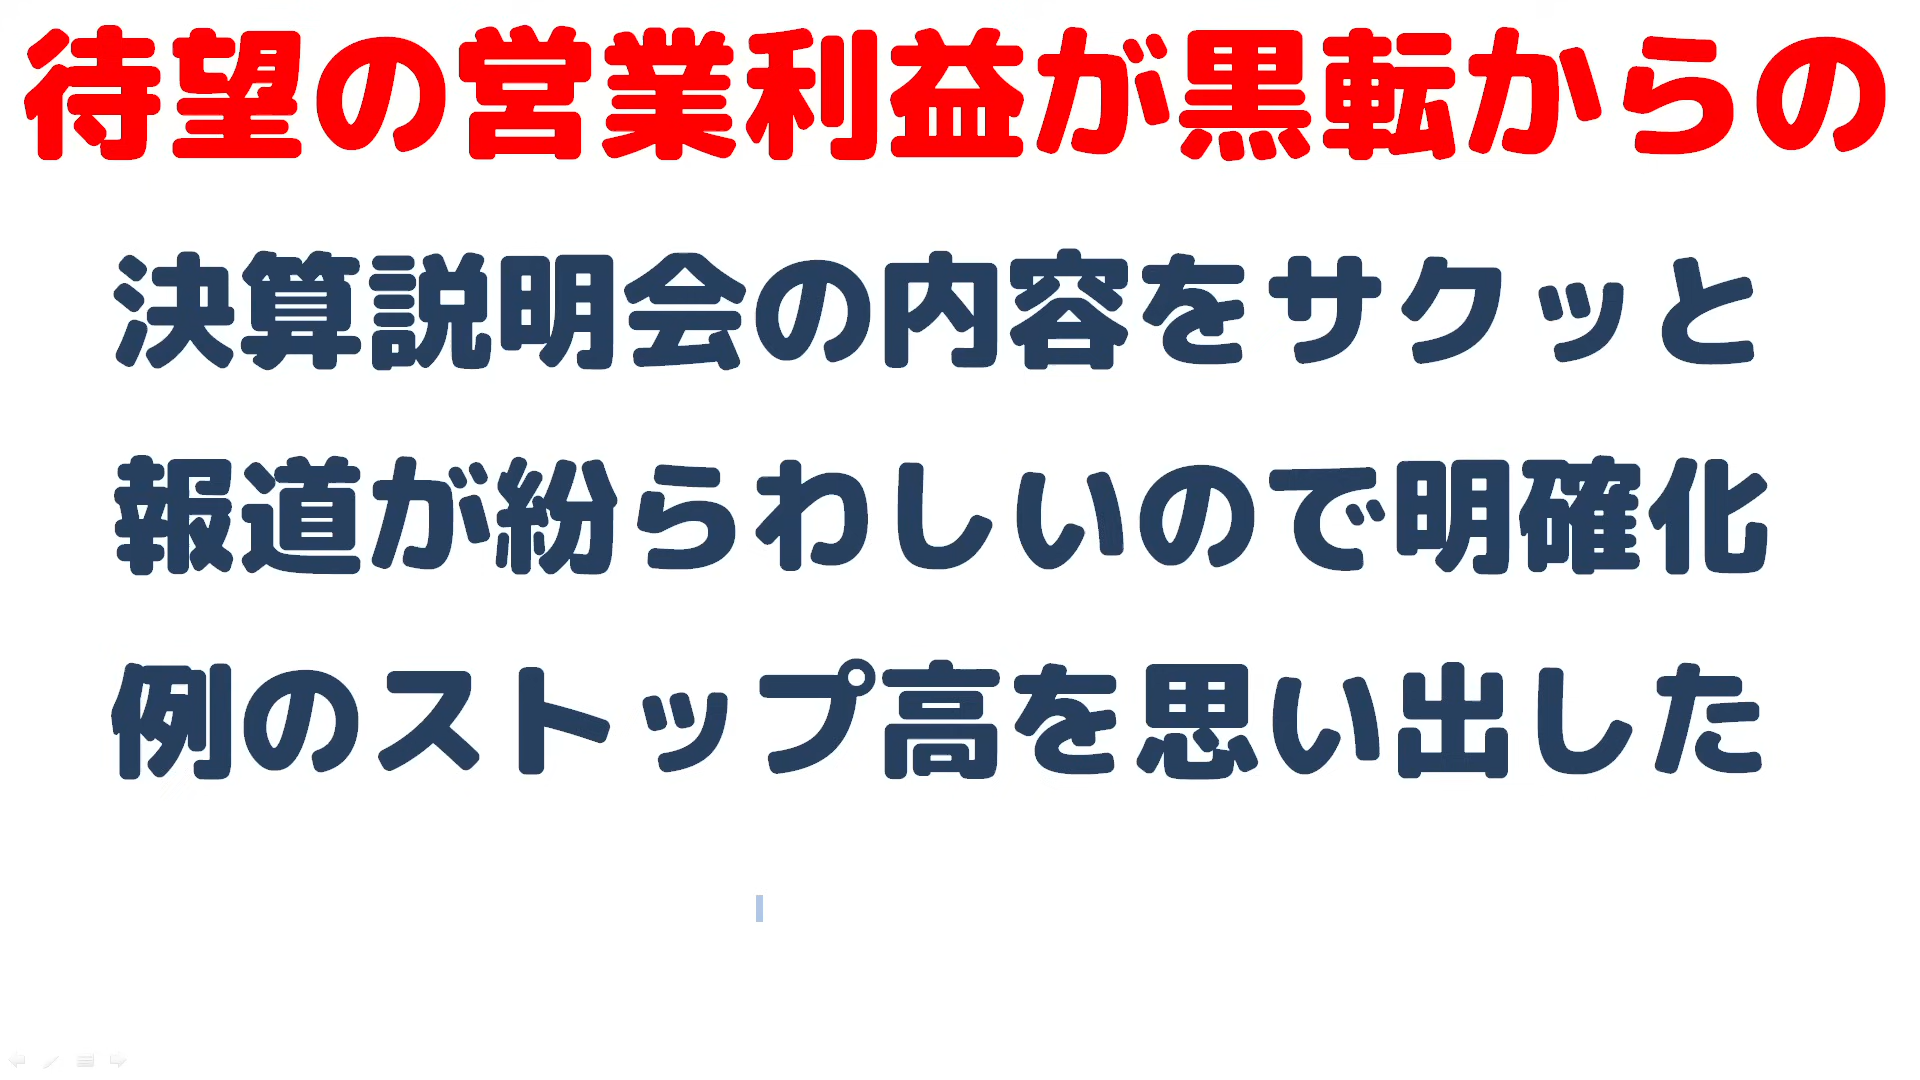 待望の営業利益が黒転からの
決算説明会の内容をサクッと
報道が紛らわしいので明確化
例のストップ高を思い出した